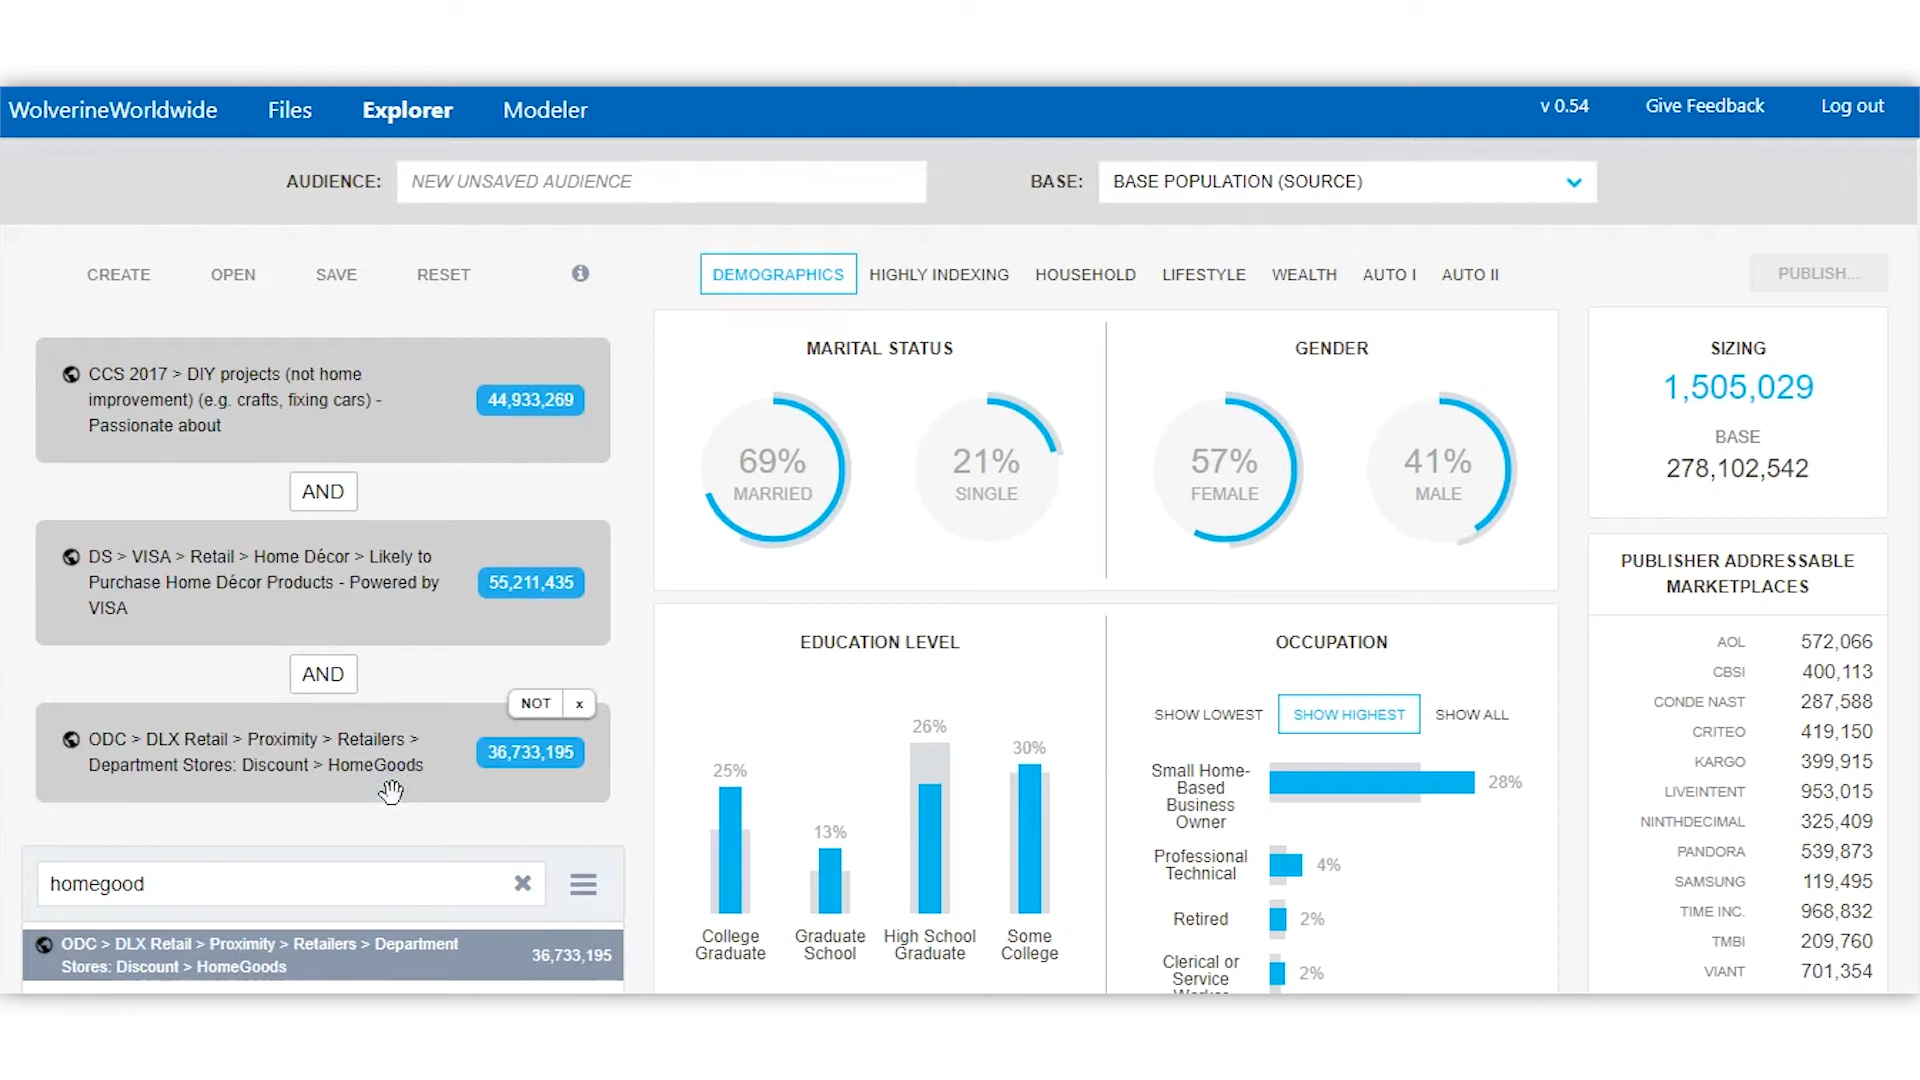 WolverineWorldwide Files Explorer Modeler v 0.54 Give Feedback Log out
AUDIENCE: NEW UNSAVED AUDIENCE BASE: BASE POPULATION (SOURCE)
CREATE OPEN SAVE RESET
CCS 2017 > DIY projects (not home
improvement) (e.g. crafts, fixing cars) -
Passionate about
44,933,269
AND
DS > VISA > Retail > Home Décor > Likely to
Purchase Home Décor Products - Powered by
VISA
55,211,435
AND
NOT x
ODC > DLX Retail > Proximity > Retailers >
Department Stores: Discount > HomeGoods
36,733,195
homegood
ODC > DLX Retail > Proximity > Retailers > Department
Stores: Discount > HomeGoods
36,733,195
DEMOGRAPHICS HIGHLY INDEXING HOUSEHOLD LIFESTYLE WEALTH AUTO I AUTO II
MARITAL STATUS
69%
MARRIED
21%
SINGLE
GENDER
57%
FEMALE
41%
MALE
EDUCATION LEVEL
25%
College
Graduate
13%
Graduate
School
26%
High School
Graduate
30%
Some
College
OCCUPATION
SHOW LOWEST SHOW HIGHEST SHOW ALL
Small Home-
Based
Business
Owner
28%
Professional
Technical
4%
Retired 2%
Clerical or
Service
2%
PUBLISH...
SIZING
1,505,029
BASE
278,102,542
PUBLISHER ADDRESSABLE
MARKETPLACES
AOL 572,066
CBSI 400,113
CONDE NAST 287,588
CRITEO 419,150
KARGO 399,915
LIVEINTENT 953,015
NINTHDECIMAL 325,409
PANDORA 539,873
SAMSUNG 119,495
TIME INC. 968,832
TMBI 209,760
VIANT 701,354